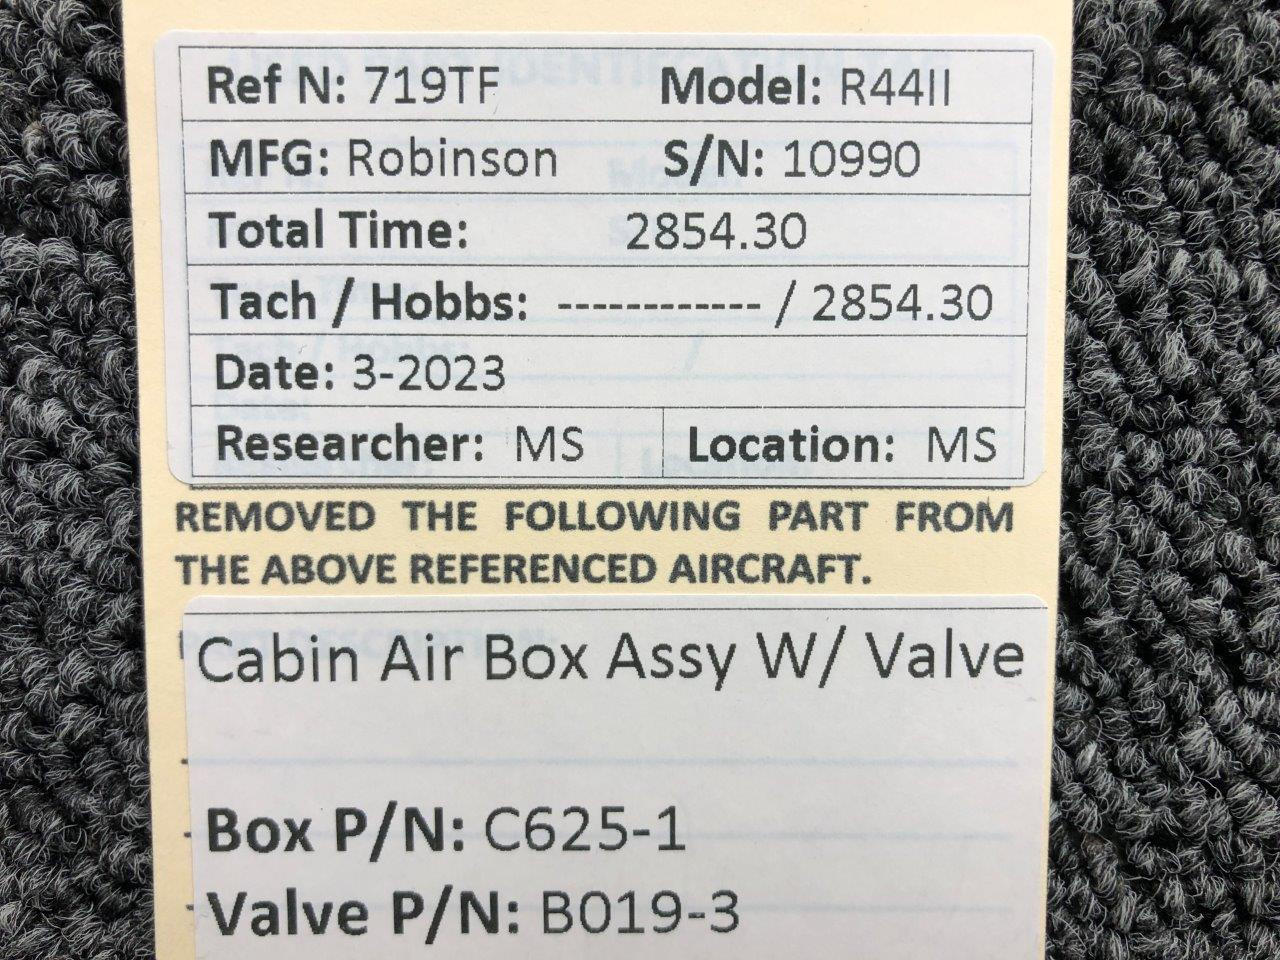 Ref N: 719TF Model: R44II
MFG: Robinson S/N: 10990
Total Time: 2854.30
Tach / Hobbs: ------------ / 2854.30
Date: 3-2023
Researcher: MS Location: MS
REMOVED THE FOLLOWING PART FROM
THE ABOVE REFERENCED AIRCRAFT.
Cabin Air Box Assy W/ Valve
Box P/N: C625-1
Valve P/N: B019-3